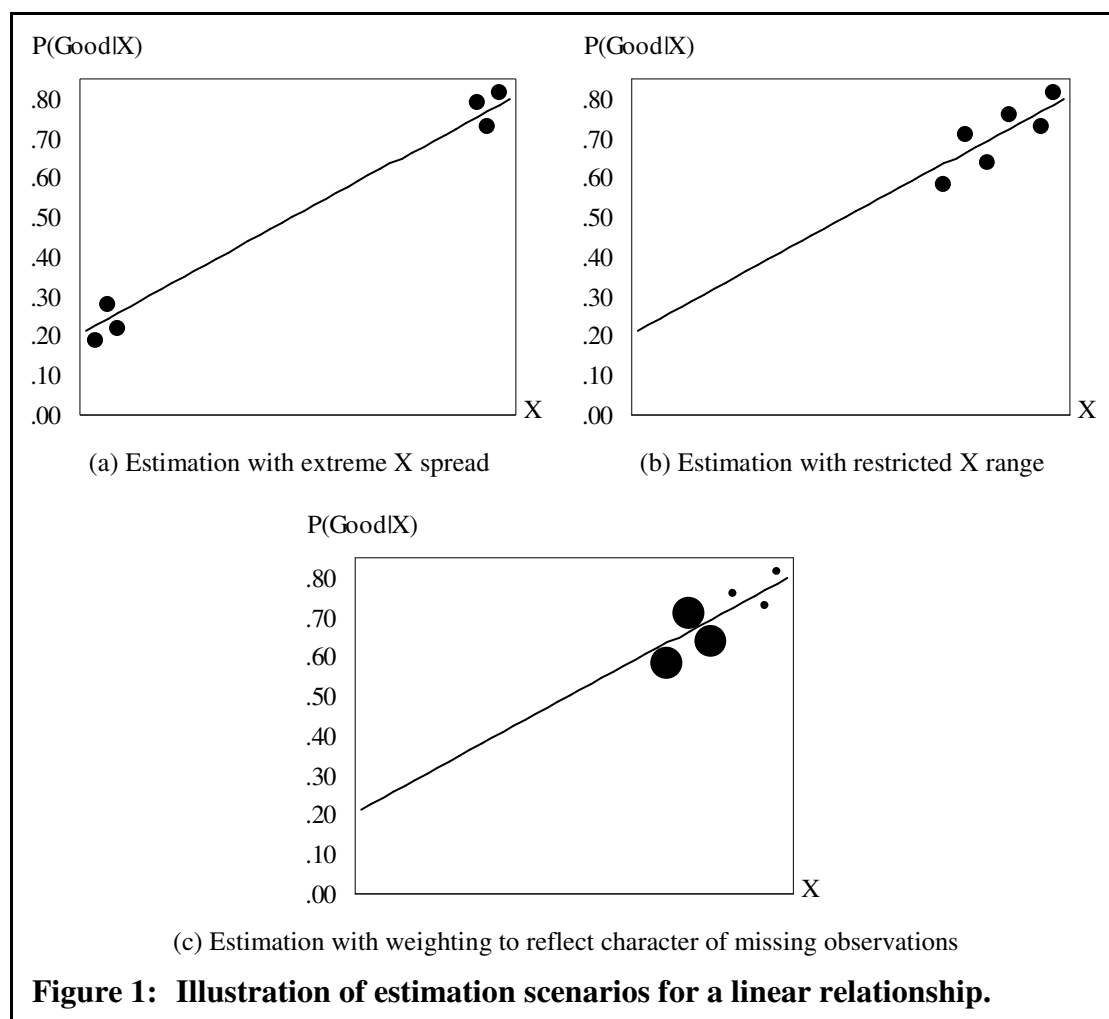 P(Good|X)
.80
.70
.60
.50
.40
.30
.20
.10
.00
X
(a) Estimation with extreme X spread
P(Good|X)
.80
.70
.60
.50
.40
.30
.20
.10
.00
X
(b) Estimation with restricted X range
P(Good|X)
.80
.70
.60
.50
.40
.30
.20
.10
.00
X
(c) Estimation with weighting to reflect character of missing observations
Figure 1: Illustration of estimation scenarios for a linear relationship.